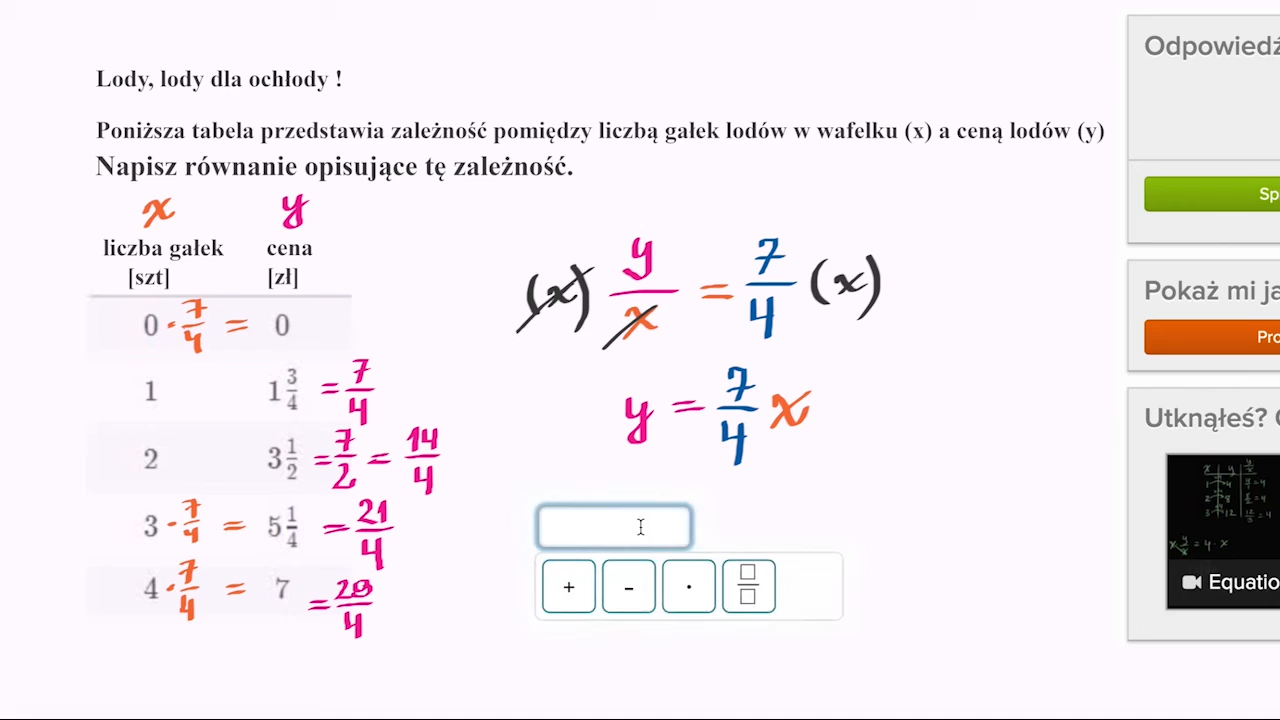 Lody, lody dla ochłody !
Poniższa tabela przedstawia zależność pomiędzy liczbą gałek lodów w wafelku (x) a ceną lodów (y)
Napisz równanie opisujące tę zależność.
x y
liczba gałek cena
[szt] [zł]
0 · 7/4 = 0
1 1 3/4 = 7/4
2 3 1/2 = 7/2 = 14/4
3 · 7/4 = 5 1/4 = 21/4
4 · 7/4 = 7 = 28/4
(x) y/x = 7/4 (x)
y = 7/4 x
+ - ·
Odpowiedź
Sp
Pokaż mi ja
Pro
Utknąłeś?
x y y/x
Equatio